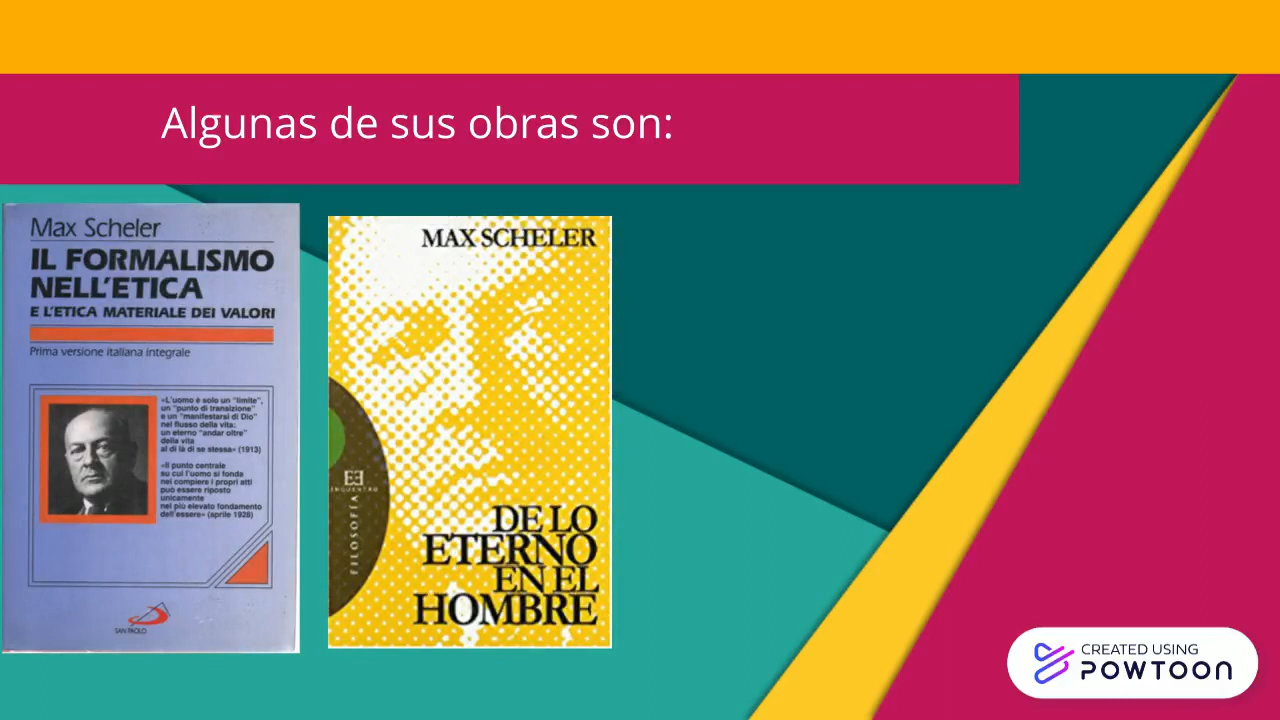 Algunas de sus obras son:
Max Scheler
IL FORMALISMO
NELL'ETICA
E L'ETICA MATERIALE DEI VALORI
Prima versione italiana integrale
«L'uomo è solo un "limite",
un "punto di transizione"
e un "manifestarsi di Dio"
nel flusso della vita;
un eterno "andar oltre"
della vita
al di là di se stessa» (1913)
«Il punto centrale
su cui l'uomo si fonda
nel compiere i propri atti
può essere riposto
unicamente
nel più elevato fondamento
dell'essere» (aprile 1928)
SAN PAOLO
MAX SCHELER
ENCUENTRO
FILOSOFÍA
DE LO
ETERNO
EN EL
HOMBRE
CREATED USING
POWTOON